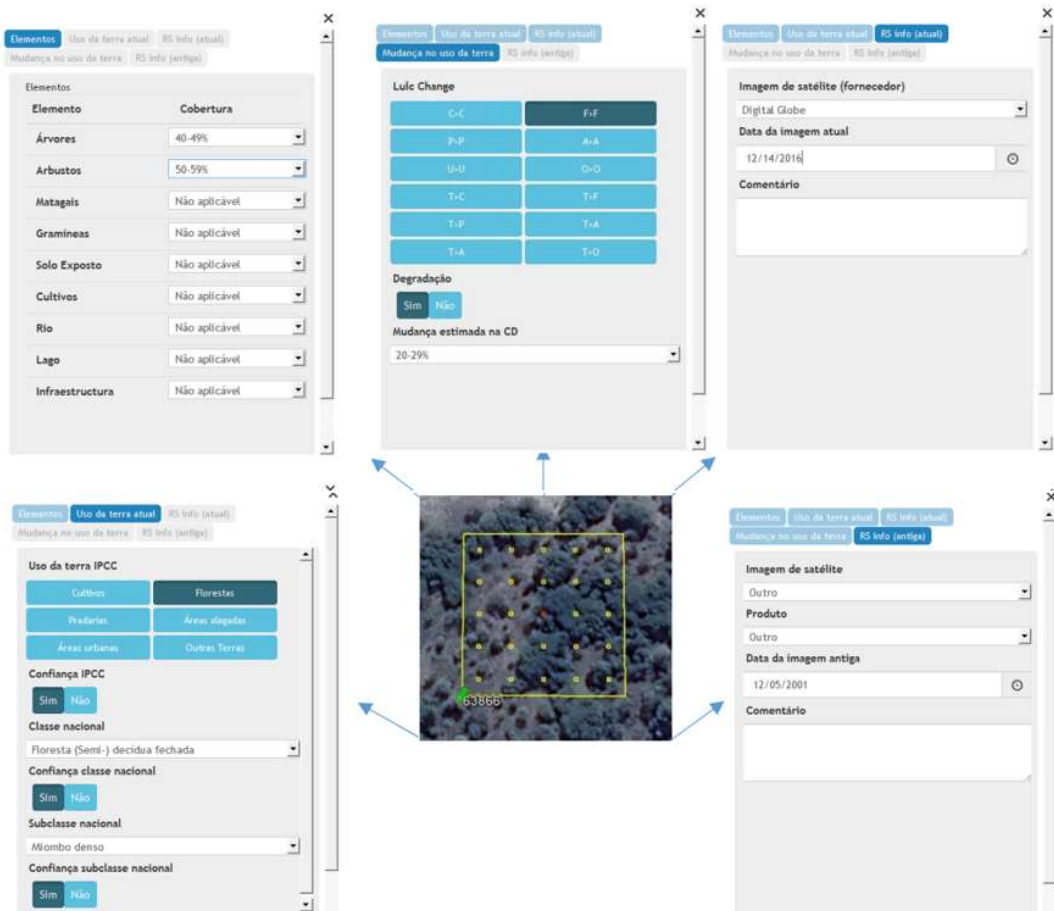 Elementos Uso da terra atual RS Info (atual)
Mudança no uso da terra RS Info (antiga)
Elementos
Elemento Cobertura
Árvores 40-49%
Arbustos 50-59%
Matagais Não aplicável
Gramíneas Não aplicável
Solo Exposto Não aplicável
Cultivos Não aplicável
Rio Não aplicável
Lago Não aplicável
Infraestructura Não aplicável
Elementos Uso da terra atual RS Info (atual)
Mudança no uso da terra RS Info (antiga)
Lulc Change
C>C F>F
P>P A>A
U>U O>O
T>C T>F
T>P T>A
T>A T>O
Degradação
Sim Não
Mudança estimada na CD
20-29%
Elementos Uso da terra atual RS Info (atual)
Mudança no uso da terra RS Info (antiga)
Imagem de satélite (fornecedor)
Digital Globe
Data da imagem atual
12/14/2016
Comentário
Elementos Uso da terra atual RS Info (atual)
Mudança no uso da terra RS Info (antiga)
Uso da terra IPCC
Cultivos Florestas
Pradarias Áreas alagadas
Áreas urbanas Outras Terras
Confiança IPCC
Sim Não
Classe nacional
Floresta (Semi-) decídua fechada
Confiança classe nacional
Sim Não
Subclasse nacional
Miombo denso
Confiança subclasse nacional
Sim Não
63866
Elementos Uso da terra atual RS Info (atual)
Mudança no uso da terra RS Info (antiga)
Imagem de satélite
Outro
Produto
Outro
Data da imagem antiga
12/05/2001
Comentário